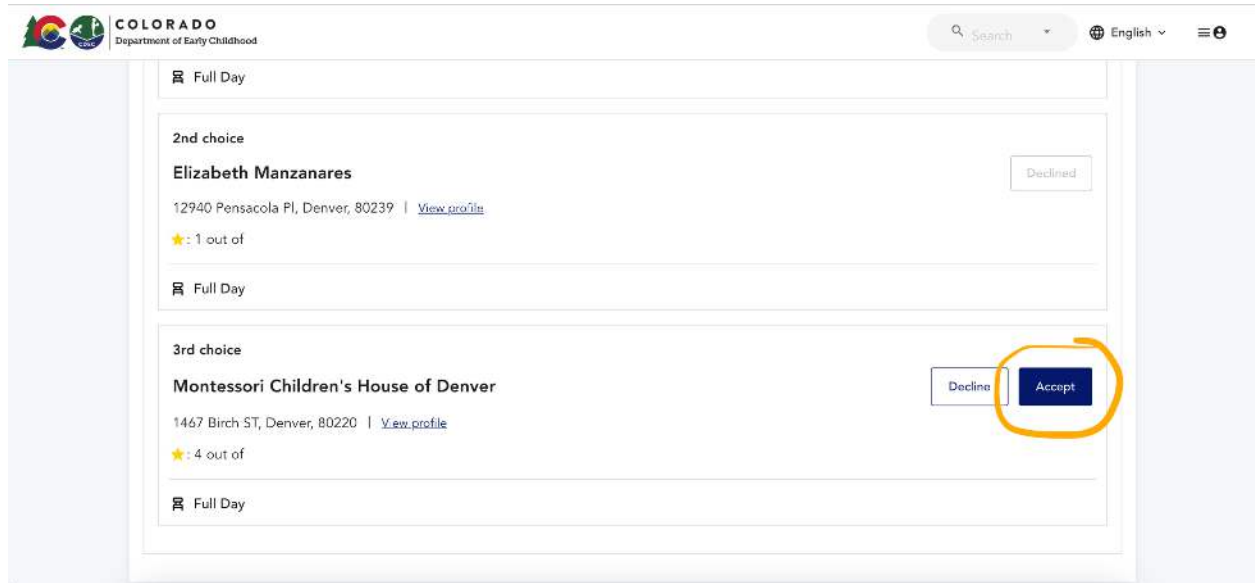 COLORADO
Department of Early Childhood
CDEC
Search
English
Full Day
2nd choice
Elizabeth Manzanares
Declined
12940 Pensacola Pl, Denver, 80239 | View profile
: 1 out of
Full Day
3rd choice
Montessori Children's House of Denver
Decline
Accept
1467 Birch ST, Denver, 80220 | View profile
: 4 out of
Full Day